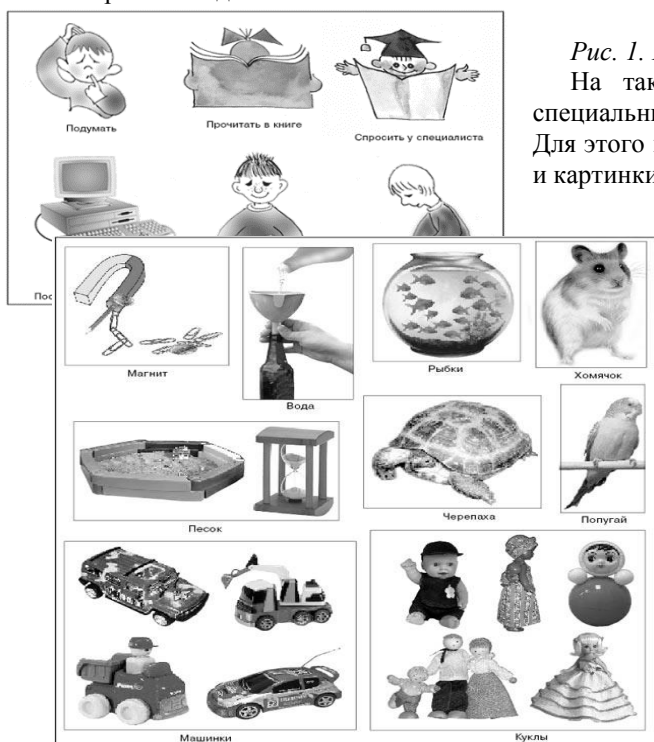 Подумать
Прочитать в книге
Спросить у специалиста
Рис. 1.
На так
Для этого
и картинки
Магнит
Вода
Рыбки
Хомячок
Песок
Черепаха
Попугай
Машинки
Куклы